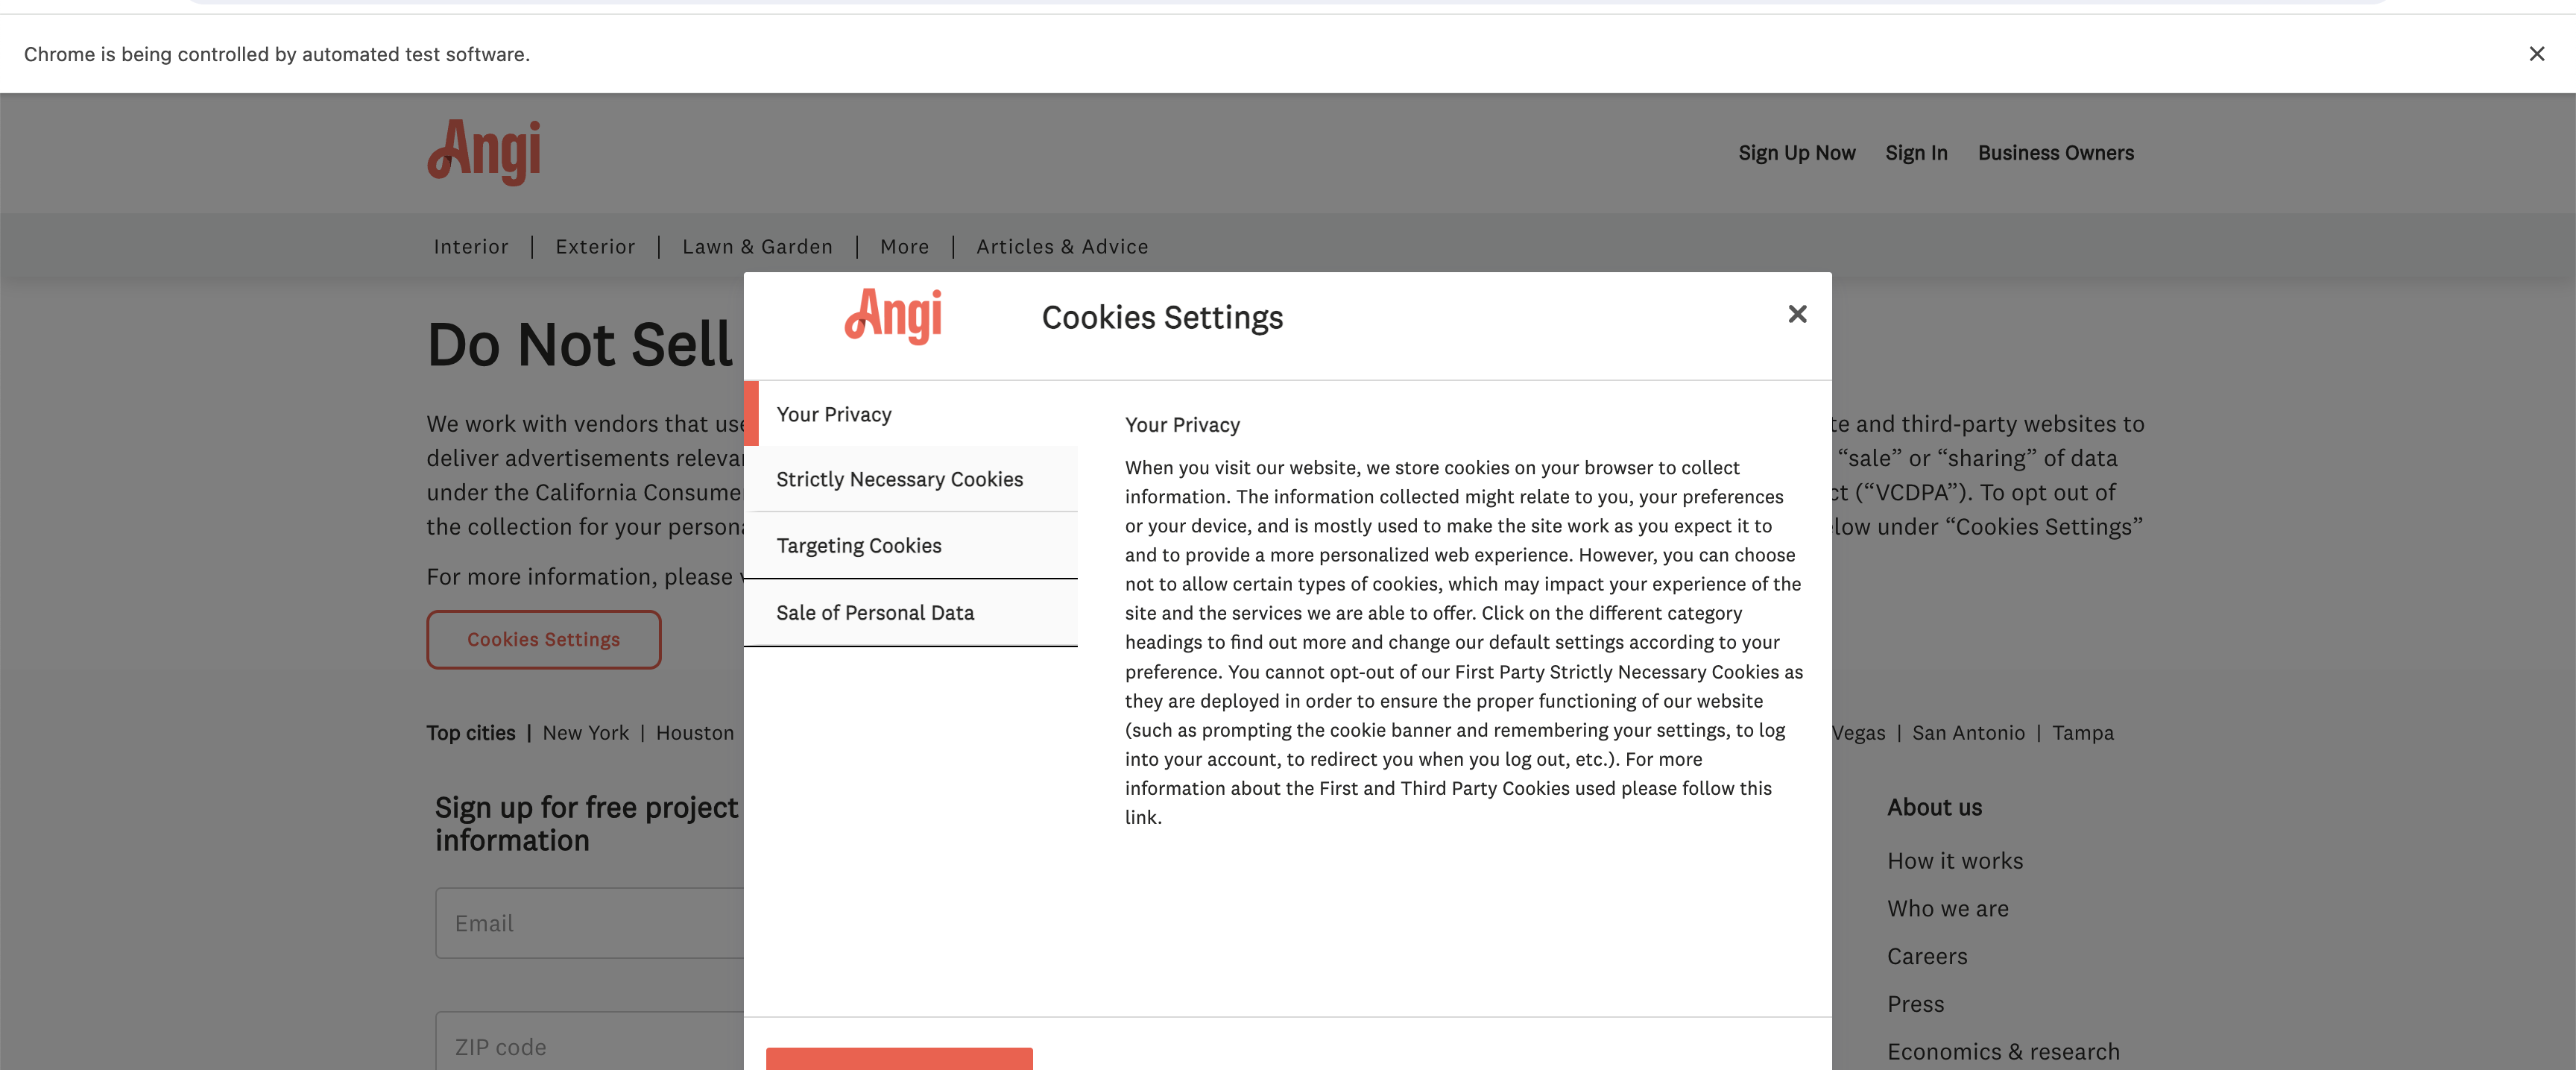 Chrome is being controlled by automated test software.
Angi
Sign Up Now Sign In Business Owners
Interior | Exterior | Lawn & Garden | More | Articles & Advice
Do Not Sell
We work with vendors that use
deliver advertisements releva
under the California Consume
the collection for your persona
For more information, please v
Cookies Settings
te and third-party websites to
“sale” or “sharing” of data
ct (“VCDPA”). To opt out of
low under “Cookies Settings”
Angi
Cookies Settings
Your Privacy
Strictly Necessary Cookies
Targeting Cookies
Sale of Personal Data
Your Privacy
When you visit our website, we store cookies on your browser to collect
information. The information collected might relate to you, your preferences
or your device, and is mostly used to make the site work as you expect it to
and to provide a more personalized web experience. However, you can choose
not to allow certain types of cookies, which may impact your experience of the
site and the services we are able to offer. Click on the different category
headings to find out more and change our default settings according to your
preference. You cannot opt-out of our First Party Strictly Necessary Cookies as
they are deployed in order to ensure the proper functioning of our website
(such as prompting the cookie banner and remembering your settings, to log
into your account, to redirect you when you log out, etc.). For more
information about the First and Third Party Cookies used please follow this
link.
Top cities | New York | Houston
Vegas | San Antonio | Tampa
Sign up for free project
information
Email
ZIP code
About us
How it works
Who we are
Careers
Press
Economics & research